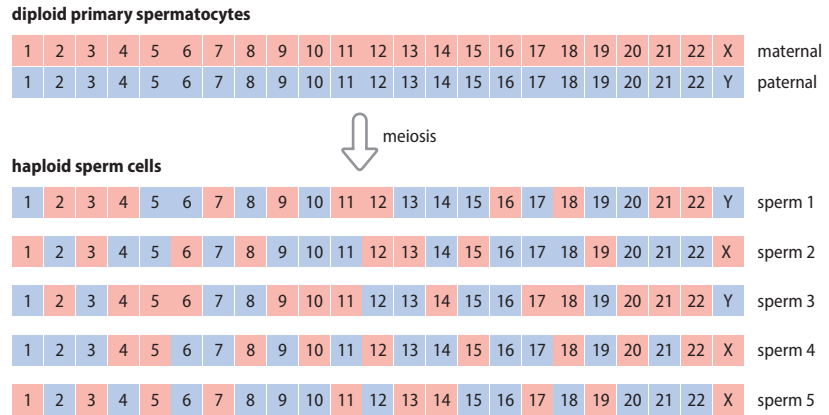 diploid primary spermatocytes
1 2 3 4 5 6 7 8 9 10 11 12 13 14 15 16 17 18 19 20 21 22 X maternal
1 2 3 4 5 6 7 8 9 10 11 12 13 14 15 16 17 18 19 20 21 22 Y paternal
meiosis
haploid sperm cells
1 2 3 4 5 6 7 8 9 10 11 12 13 14 15 16 17 18 19 20 21 22 Y sperm 1
1 2 3 4 5 6 7 8 9 10 11 12 13 14 15 16 17 18 19 20 21 22 X sperm 2
1 2 3 4 5 6 7 8 9 10 11 12 13 14 15 16 17 18 19 20 21 22 Y sperm 3
1 2 3 4 5 6 7 8 9 10 11 12 13 14 15 16 17 18 19 20 21 22 X sperm 4
1 2 3 4 5 6 7 8 9 10 11 12 13 14 15 16 17 18 19 20 21 22 X sperm 5